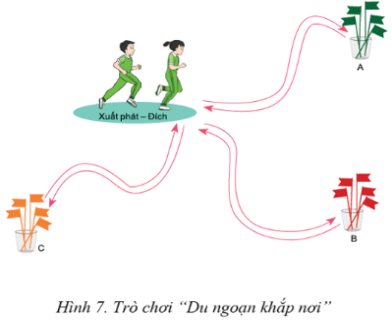 A
Xuất phát – Đích
B
C
Hình 7. Trò chơi “Du ngoạn khắp nơi”